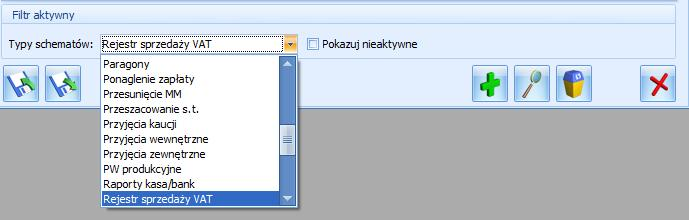 Filtr aktywny
Typy schematów: Rejestr sprzedaży VAT Pokazuj nieaktywne
Paragony
Ponaglenie zapłaty
Przesunięcie MM
Przeszacowanie s.t.
Przyjęcia kaucji
Przyjęcia wewnętrzne
Przyjęcia zewnętrzne
PW produkcyjne
Raporty kasa/bank
Rejestr sprzedaży VAT